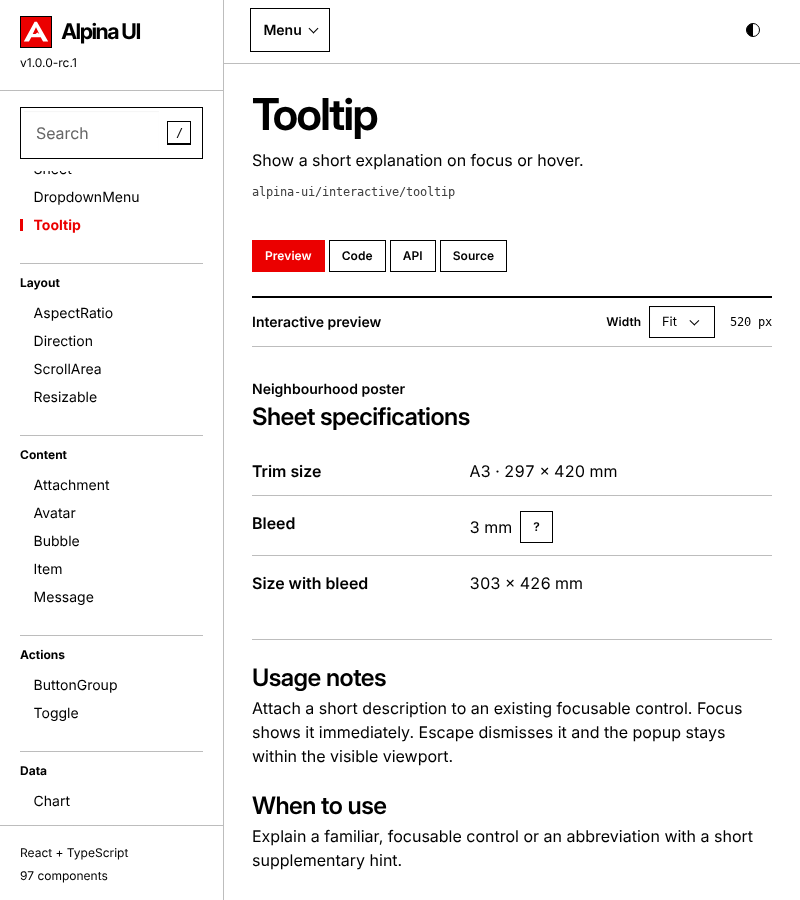 Alpina UI
v1.0.0-rc.1
Search /
Sheet
DropdownMenu
Tooltip
Layout
AspectRatio
Direction
ScrollArea
Resizable
Content
Attachment
Avatar
Bubble
Item
Message
Actions
ButtonGroup
Toggle
Data
Chart
React + TypeScript
97 components
Menu
Tooltip
Show a short explanation on focus or hover.
alpina-ui/interactive/tooltip
Preview Code API Source
Interactive preview Width Fit 520 px
Neighbourhood poster
Sheet specifications
Trim size A3 · 297 × 420 mm
Bleed 3 mm ?
Size with bleed 303 × 426 mm
Usage notes
Attach a short description to an existing focusable control. Focus
shows it immediately. Escape dismisses it and the popup stays
within the visible viewport.
When to use
Explain a familiar, focusable control or an abbreviation with a short
supplementary hint.